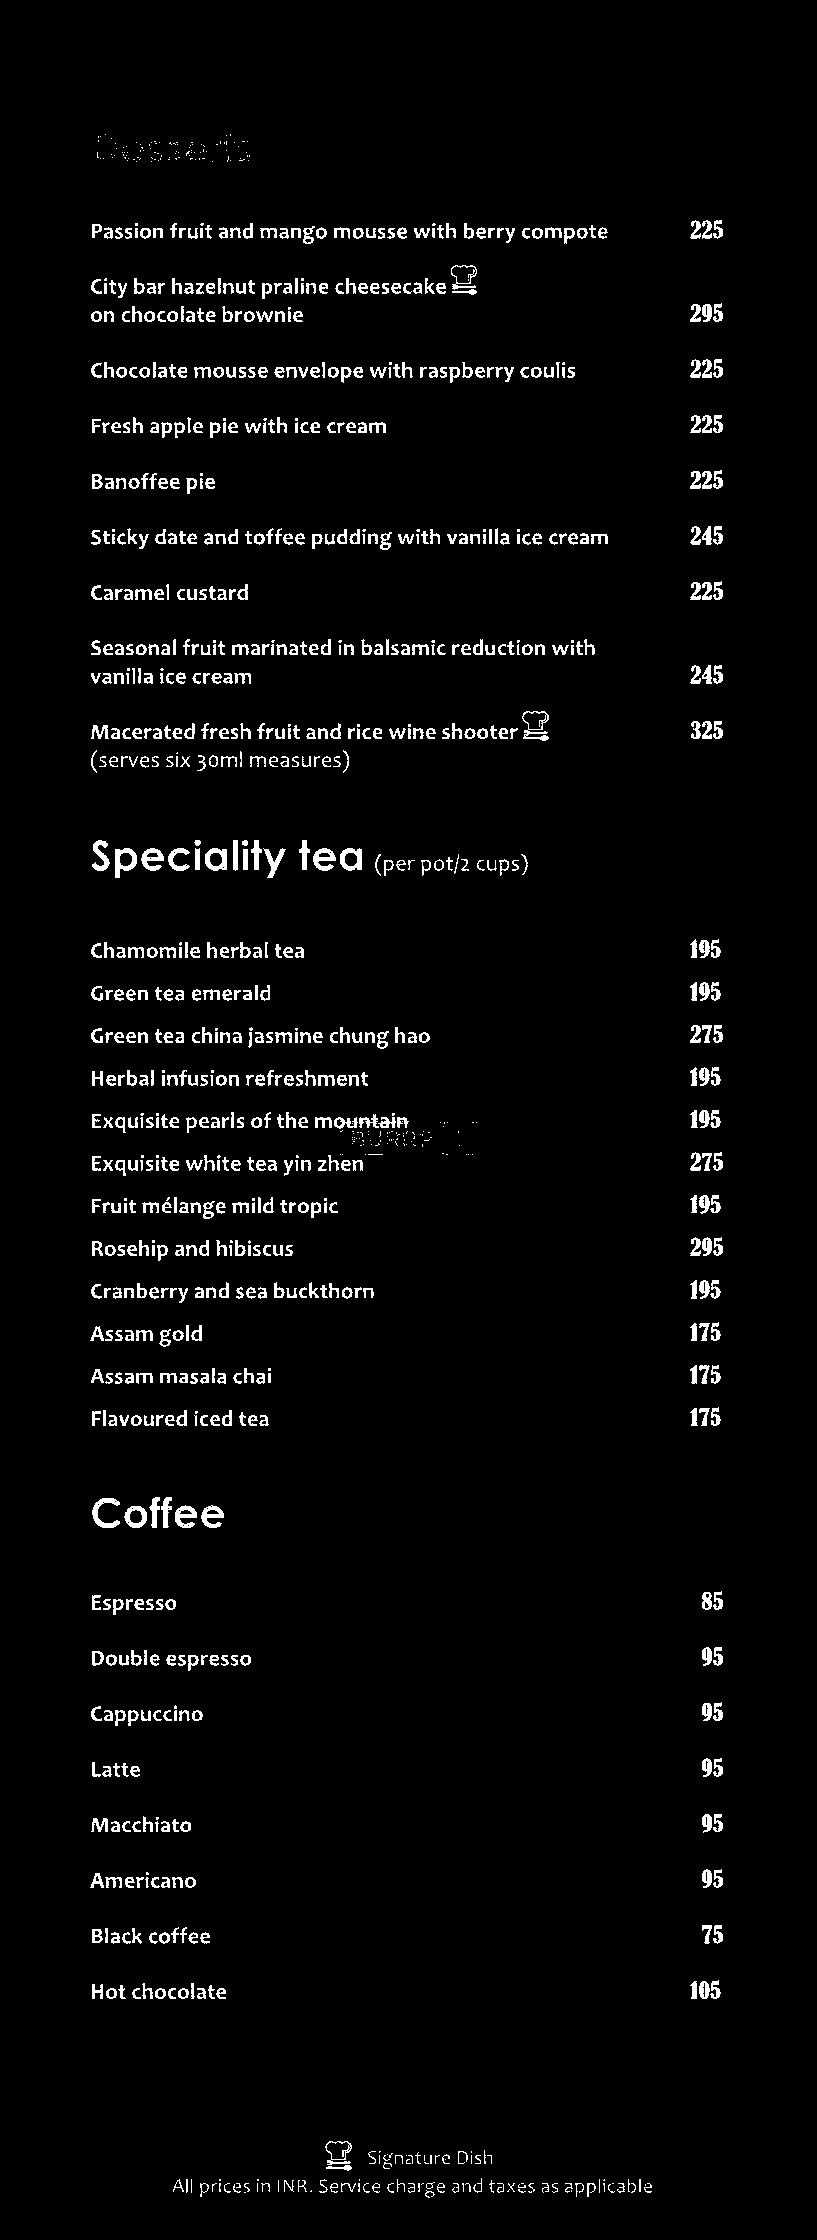 Desserts
Passion fruit and mango mousse with berry compote 225
City bar hazelnut praline cheesecake
on chocolate brownie 295
Chocolate mousse envelope with raspberry coulis 225
Fresh apple pie with ice cream 225
Banoffee pie 225
Sticky date and toffee pudding with vanilla ice cream 245
Caramel custard 225
Seasonal fruit marinated in balsamic reduction with
vanilla ice cream 245
Macerated fresh fruit and rice wine shooter 325
(serves six 30ml measures)
Speciality tea (per pot/2 cups)
Chamomile herbal tea 195
Green tea emerald 195
Green tea china jasmine chung hao 275
Herbal infusion refreshment 195
Exquisite pearls of the mountain 195
Exquisite white tea yin zhen 275
Fruit mélange mild tropic 195
Rosehip and hibiscus 295
Cranberry and sea buckthorn 195
Assam gold 175
Assam masala chai 175
Flavoured iced tea 175
Coffee
Espresso 85
Double espresso 95
Cappuccino 95
Latte 95
Macchiato 95
Americano 95
Black coffee 75
Hot chocolate 105
Signature Dish
All prices in INR. Service charge and taxes as applicable